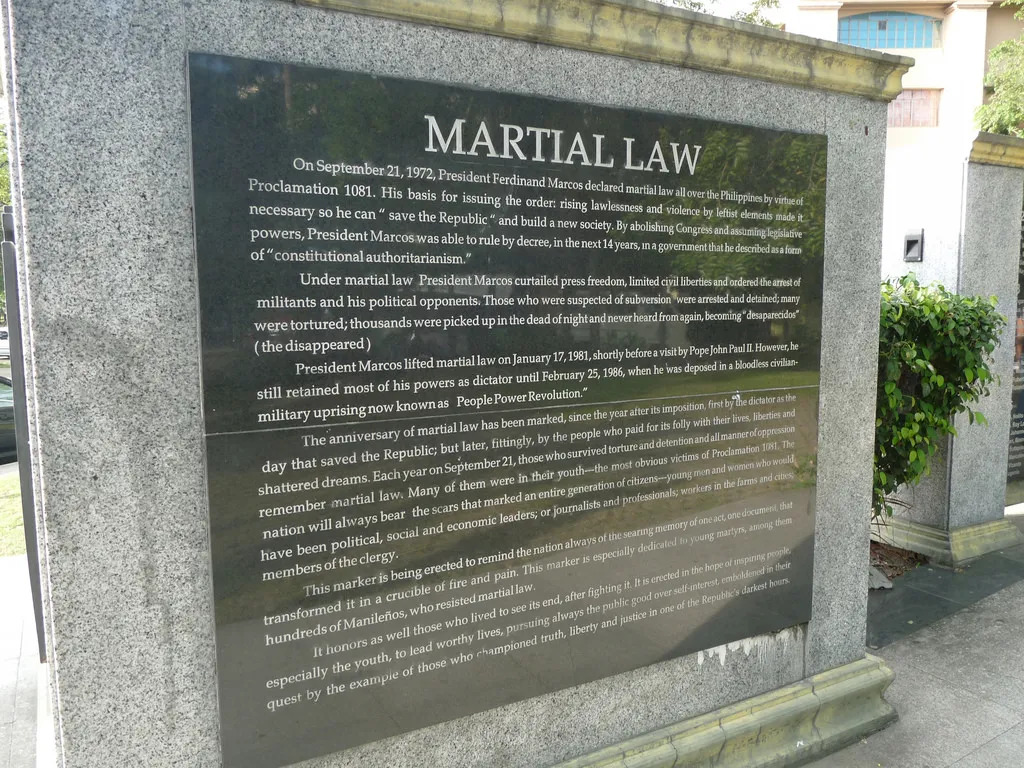 MARTIAL LAW
On September 21, 1972, President Ferdinand Marcos declared martial law all over the Philippines by virtue of
Proclamation 1081. His basis for issuing the order: rising lawlessness and violence by leftist elements made it
necessary so he can “ save the Republic “ and build a new society. By abolishing Congress and assuming legislative
powers, President Marcos was able to rule by decree, in the next 14 years, in a government that he described as a form
of “constitutional authoritarianism.”
Under martial law President Marcos curtailed press freedom, limited civil liberties and ordered the arrest of
militants and his political opponents. Those who were suspected of subversion were arrested and detained; many
were tortured; thousands were picked up in the dead of night and never heard from again, becoming “desaparecidos”
( the disappeared )
President Marcos lifted martial law on January 17, 1981, shortly before a visit by Pope John Paul II. However, he
still retained most of his powers as dictator until February 25, 1986, when he was deposed in a bloodless civilian-
military uprising now known as People Power Revolution.”
The anniversary of martial law has been marked, since the year after its imposition, first by the dictator as the
day that saved the Republic; but later, fittingly, by the people who paid for its folly with their lives, liberties and
shattered dreams. Each year on September 21, those who survived torture and detention and all manner of oppression
remember martial law. Many of them were in their youth—the most obvious victims of Proclamation 1081. The
nation will always bear the scars that marked an entire generation of citizens—young men and women who would
have been political, social and economic leaders; or journalists and professionals; workers in the farms and cities;
members of the clergy.
This marker is being erected to remind the nation always of the searing memory of one act, one document, that
transformed it in a crucible of fire and pain. This marker is especially dedicated to young martyrs, among them
hundreds of Manileños, who resisted martial law.
It honors as well those who lived to see its end, after fighting it. It is erected in the hope of inspiring people,
especially the youth, to lead worthy lives, pursuing always the public good over self-interest, emboldened in their
quest by the example of those who championed truth, liberty and justice in one of the Republic's darkest hours.